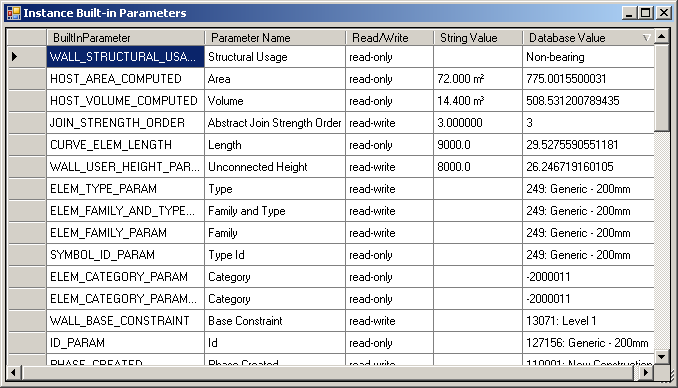 Instance Built-in Parameters
BuiltInParameter Parameter Name Read/Write String Value Database Value
WALL_STRUCTURAL_USA... Structural Usage read-only Non-bearing
HOST_AREA_COMPUTED Area read-only 72.000 m² 775.0015500031
HOST_VOLUME_COMPUTED Volume read-only 14.400 m³ 508.531200789435
JOIN_STRENGTH_ORDER Abstract Join Strength Order read-write 3.000000 3
CURVE_ELEM_LENGTH Length read-only 9000.0 29.5275590551181
WALL_USER_HEIGHT_PAR... Unconnected Height read-write 8000.0 26.246719160105
ELEM_TYPE_PARAM Type read-write 249: Generic - 200mm
ELEM_FAMILY_AND_TYPE... Family and Type read-write 249: Generic - 200mm
ELEM_FAMILY_PARAM Family read-write 249: Generic - 200mm
SYMBOL_ID_PARAM Type Id read-only 249: Generic - 200mm
ELEM_CATEGORY_PARAM Category read-only -2000011
ELEM_CATEGORY_PARAM... Category read-only -2000011
WALL_BASE_CONSTRAINT Base Constraint read-write 13071: Level 1
ID_PARAM Id read-only 127156: Generic - 200mm
PHASE_CREATED Phase Created read-write 110001: New Construction